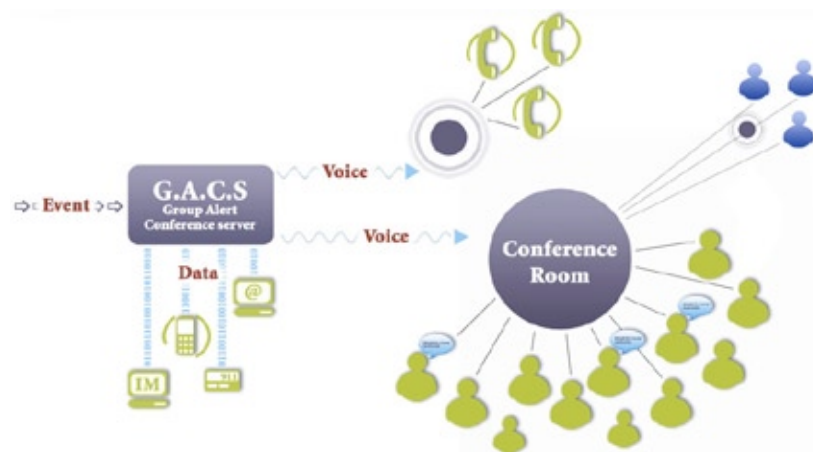 Event
G.A.C.S
Group Alert
Conference server
Voice
Voice
Data
@
IM
Conference
Room